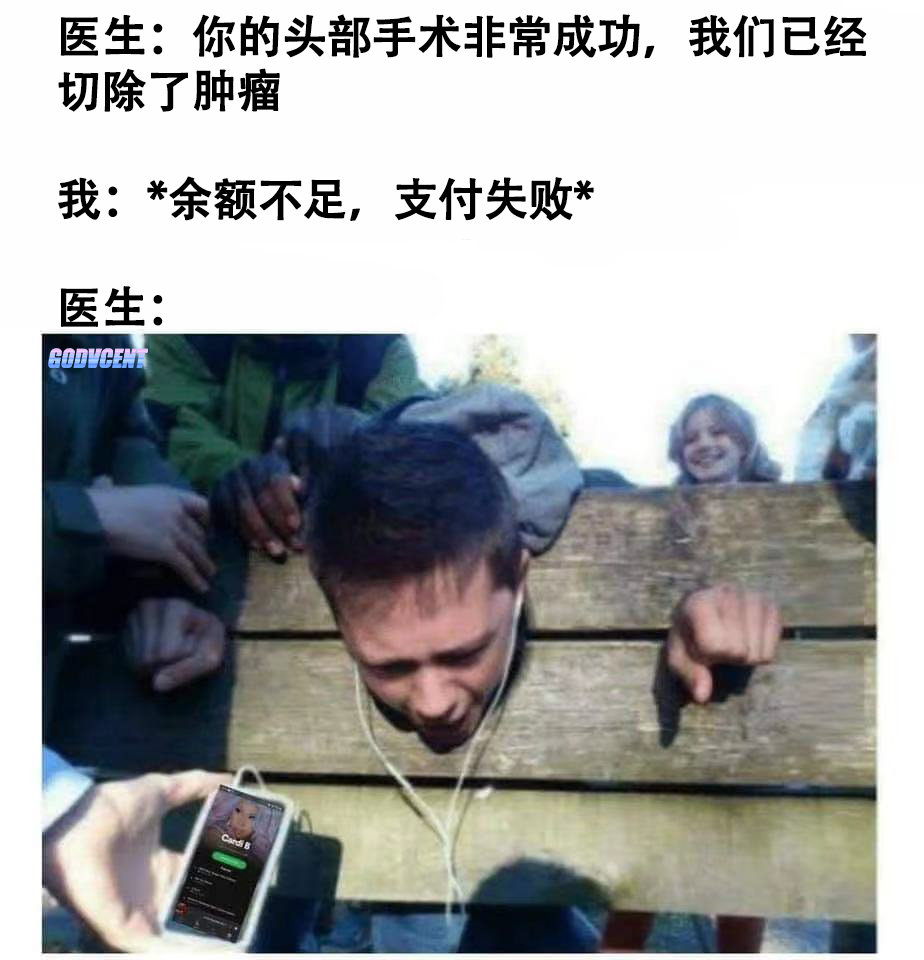 医生：你的头部手术非常成功，我们已经
切除了肿瘤
我：*余额不足，支付失败*
医生：
GODVCENT
Cardi B